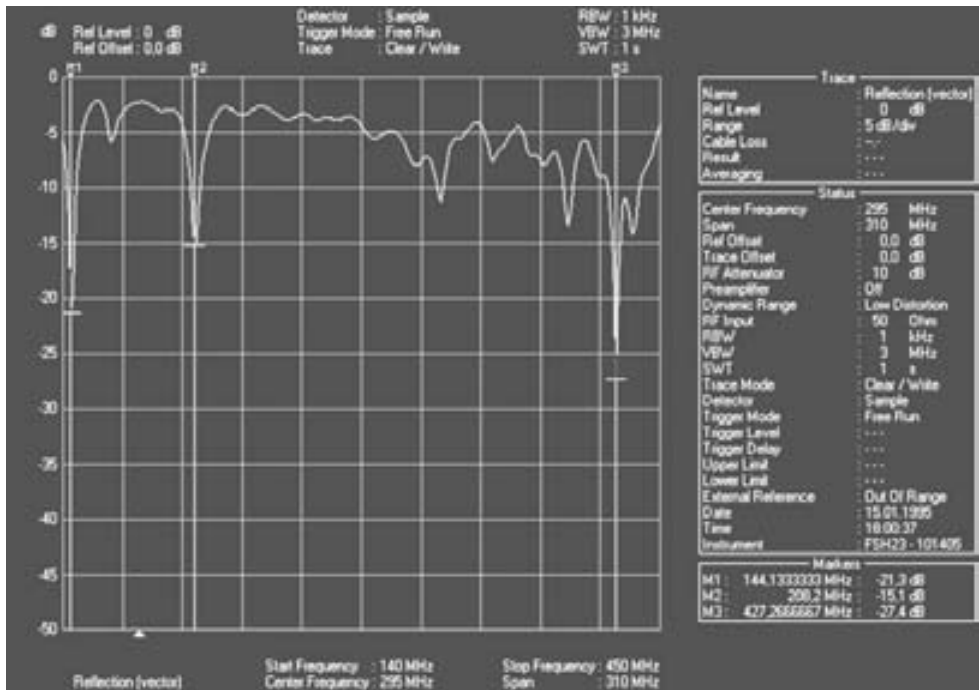 dB Ref Level : 0 dB
Ref Offset : 0,0 dB
Detector : Sample
Trigger Mode : Free Run
Trace : Clear / Write
RBW : 1 kHz
VBW : 3 MHz
SWT : 1 s
M1 M2 M3
0
-5
-10
-15
-20
-25
-30
-35
-40
-45
-50
Start Frequency : 140 MHz
Stop Frequency : 450 MHz
Reflection (vector)
Center Frequency : 295 MHz
Span : 310 MHz
Trace
Name : Reflection (vector)
Ref Level : 0 dB
Range : 5 dB/div
Cable Loss : -,-
Result : - - -
Averaging : - - -
Status
Center Frequency : 295 MHz
Span : 310 MHz
Ref Offset : 0,0 dB
Trace Offset : 0,0 dB
RF Attenuator : 10 dB
Preamplifier : Off
Dynamic Range : Low Distortion
RF Input : 50 Ohm
RBW : 1 kHz
VBW : 3 MHz
SWT : 1 s
Trace Mode : Clear / Write
Detector : Sample
Trigger Mode : Free Run
Trigger Level : - - -
Trigger Delay : - - -
Upper Limit : - - -
Lower Limit : - - -
External Reference : Out Of Range
Date : 15.01.1995
Time : 18:00:37
Instrument : FSH23 - 101405
Markers
M1 : 144,1333333 MHz : -21,3 dB
M2 : 208,2 MHz : -15,1 dB
M3 : 427,2666667 MHz : -27,4 dB